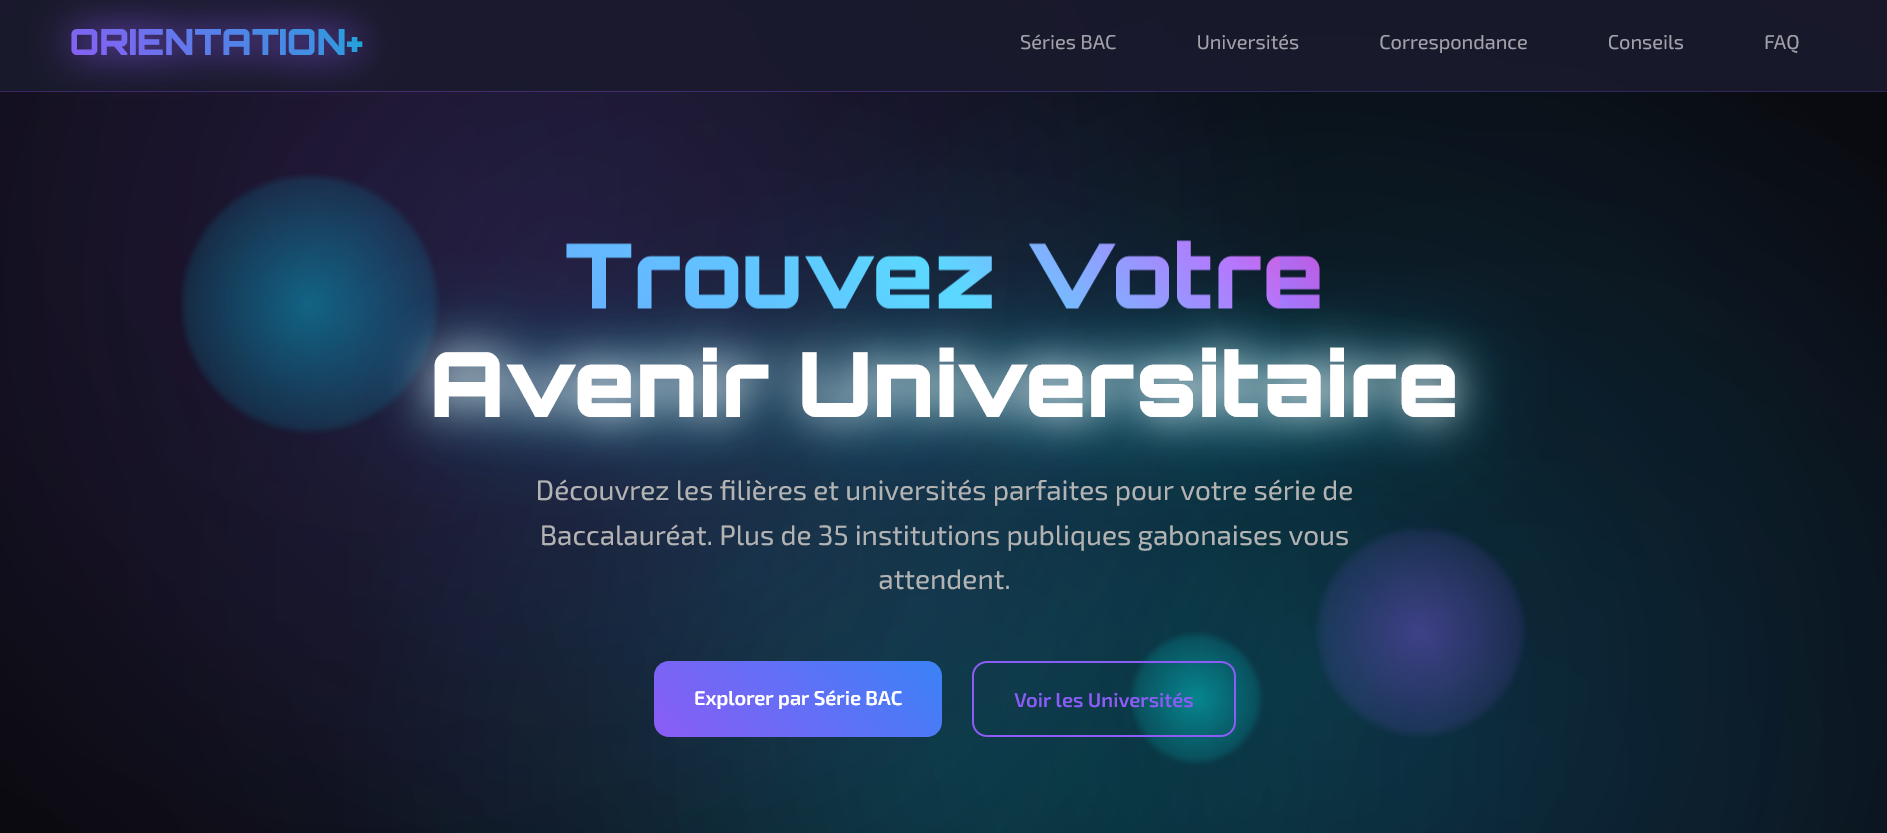 ORIENTATION+
Séries BAC
Universités
Correspondance
Conseils
FAQ
Trouvez Votre
Avenir Universitaire
Découvrez les filières et universités parfaites pour votre série de
Baccalauréat. Plus de 35 institutions publiques gabonaises vous
attendent.
Explorer par Série BAC
Voir les Universités